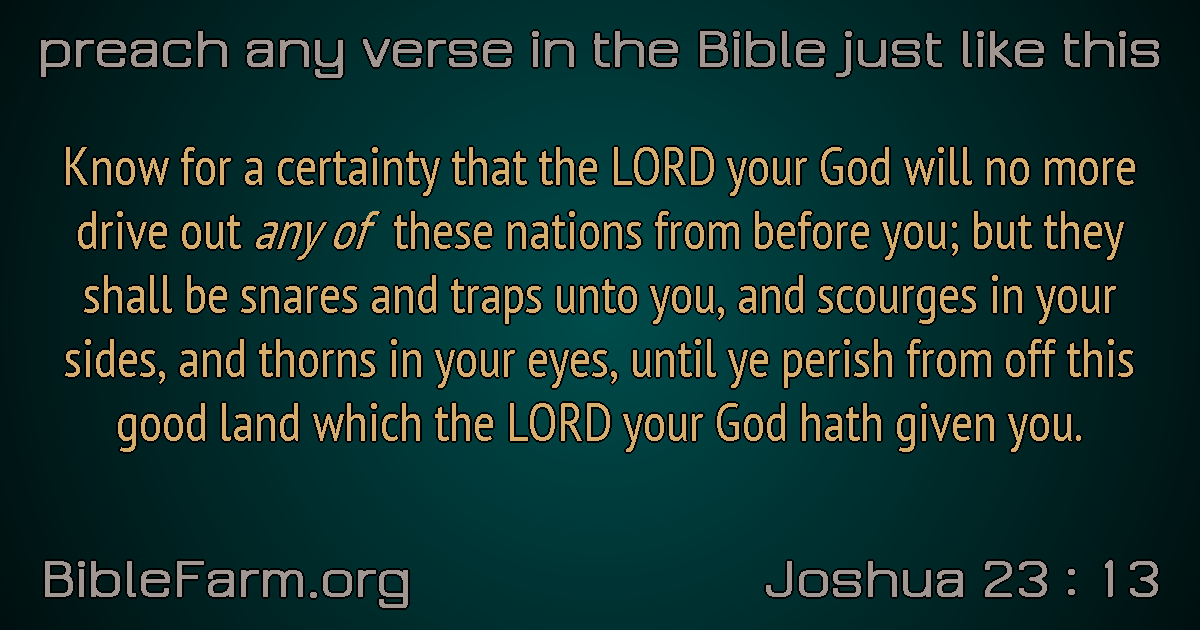 preach any verse in the Bible just like this
Know for a certainty that the LORD your God will no more
drive out any of these nations from before you; but they
shall be snares and traps unto you, and scourges in your
sides, and thorns in your eyes, until ye perish from off this
good land which the LORD your God hath given you.
BibleFarm.org
Joshua 23 : 13